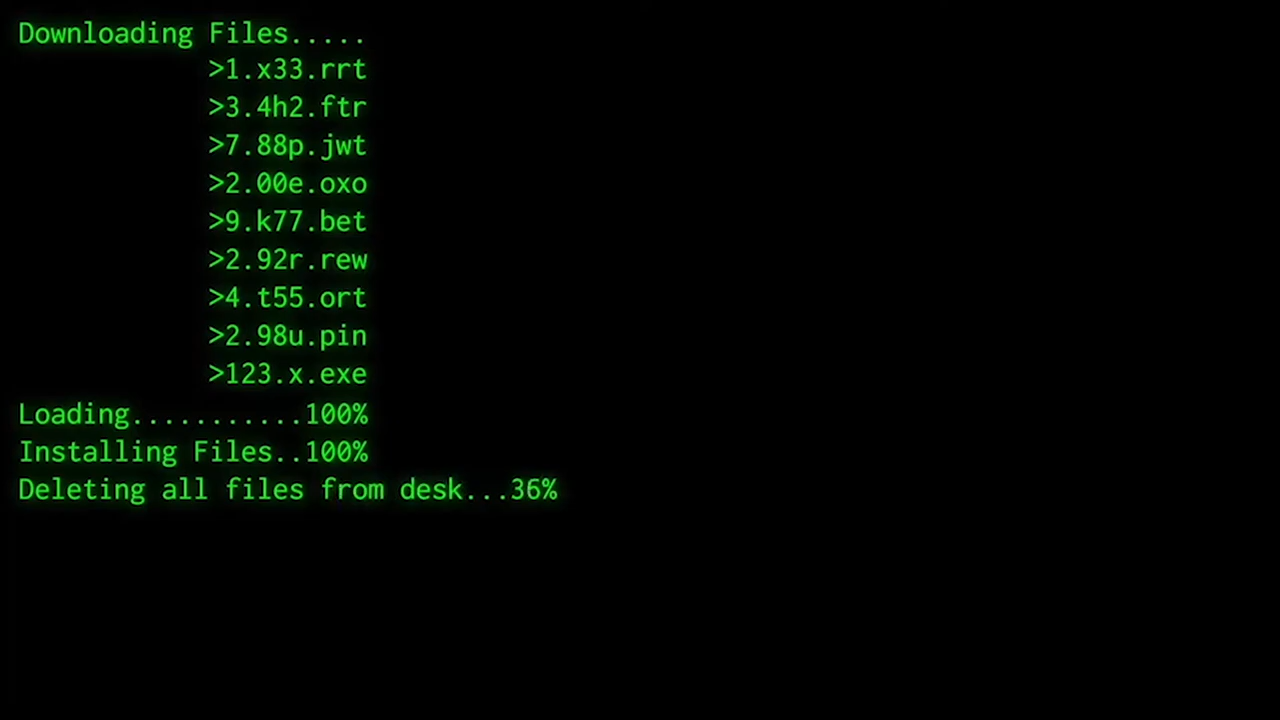 Downloading Files.....
>1.x33.rrt
>3.4h2.ftr
>7.88p.jwt
>2.00e.oxo
>9.k77.bet
>2.92r.rew
>4.t55.ort
>2.98u.pin
>123.x.exe
Loading...........100%
Installing Files..100%
Deleting all files from desk...36%